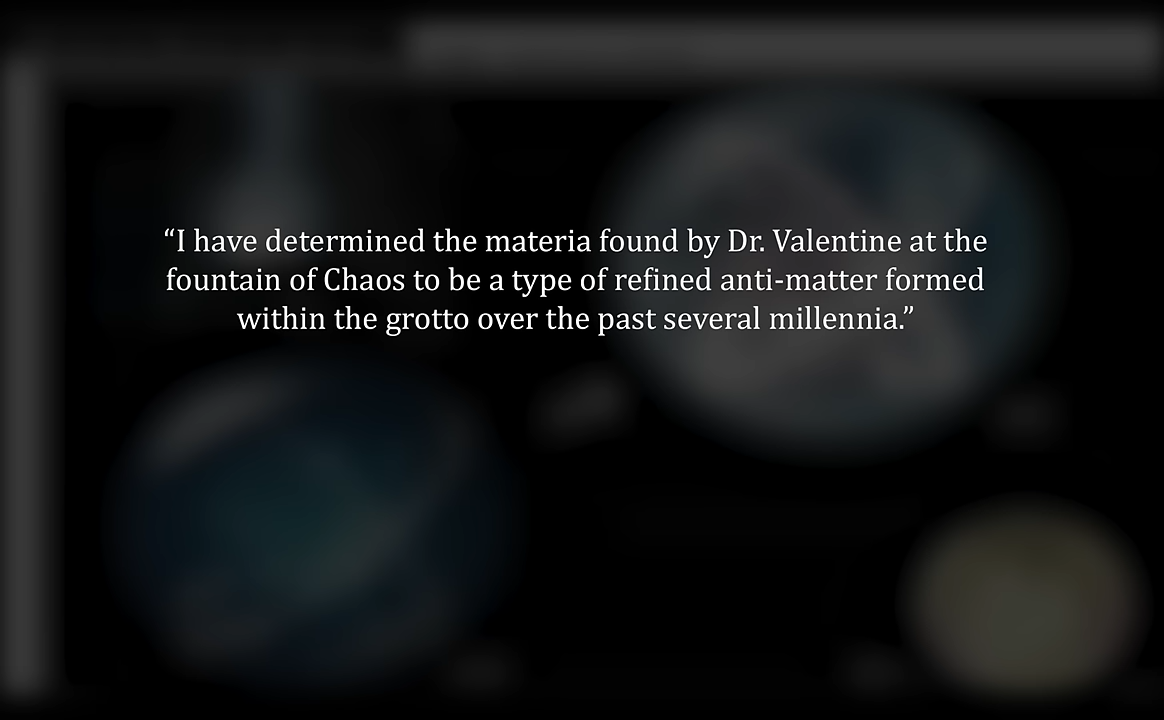 “I have determined the materia found by Dr. Valentine at the
fountain of Chaos to be a type of refined anti-matter formed
within the grotto over the past several millennia.”